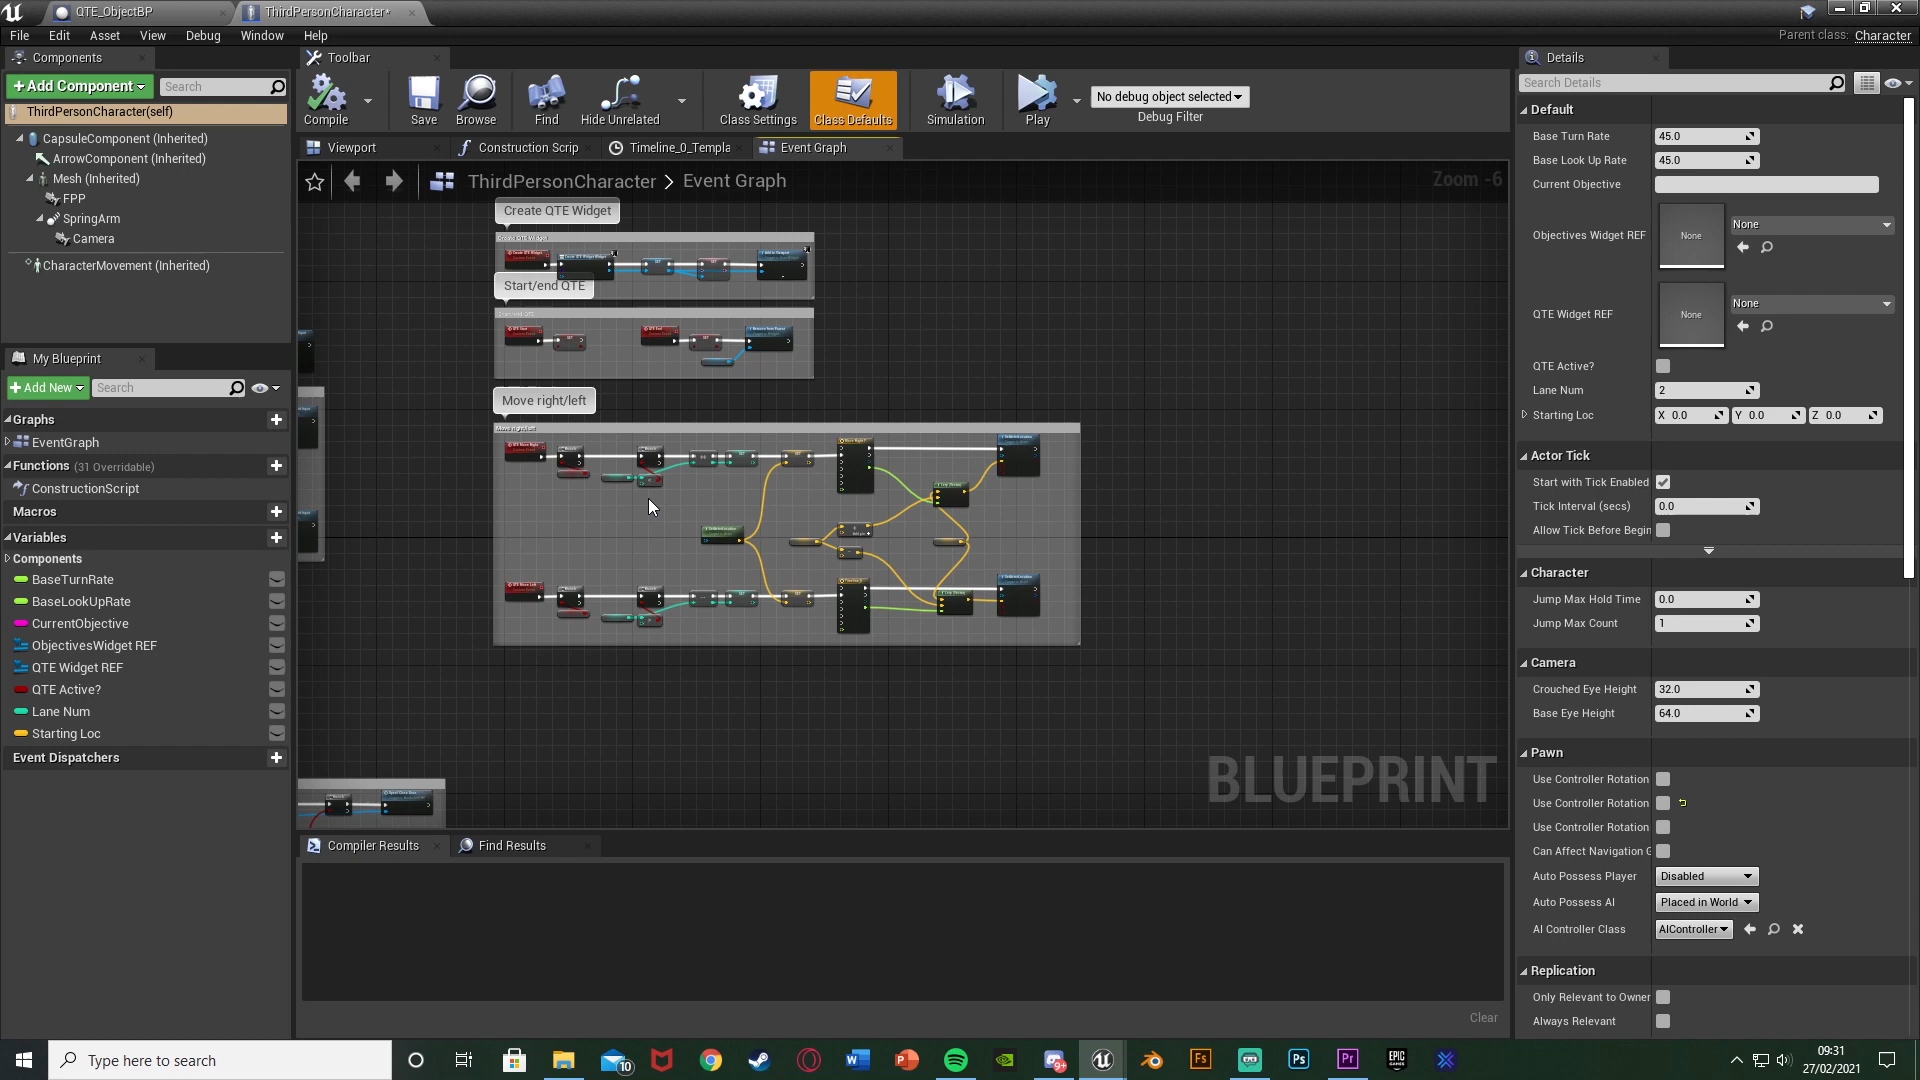 QTE_ObjectBP
ThirdPersonCharacter*
File
Edit
Asset
View
Debug
Window
Help
Parent class: Character
Components
Toolbar
Details
+Add Component
Search
Search Details
ThirdPersonCharacter(self)
CapsuleComponent (Inherited)
ArrowComponent (Inherited)
Mesh (Inherited)
FPP
SpringArm
Camera
CharacterMovement (Inherited)
Compile
Save
Browse
Find
Hide Unrelated
Class Settings
Class Defaults
Simulation
Play
No debug object selected
Debug Filter
Viewport
Construction Scrip
Timeline_0_Templa
Event Graph
ThirdPersonCharacter > Event Graph
Zoom -6
Create QTE Widget
Create QTE Widget
Start/end QTE
Start/end QTE
Move right/left
Move right/left
BLUEPRINT
My Blueprint
+Add New
Search
Graphs
EventGraph
Functions (31 Overridable)
ConstructionScript
Macros
Variables
Components
BaseTurnRate
BaseLookUpRate
CurrentObjective
ObjectivesWidget REF
QTE Widget REF
QTE Active?
Lane Num
Starting Loc
Event Dispatchers
Compiler Results
Find Results
Clear
Default
Base Turn Rate 45.0
Base Look Up Rate 45.0
Current Objective
Objectives Widget REF None None
QTE Widget REF None None
QTE Active?
Lane Num 2
Starting Loc X 0.0 Y 0.0 Z 0.0
Actor Tick
Start with Tick Enabled
Tick Interval (secs) 0.0
Allow Tick Before Begin
Character
Jump Max Hold Time 0.0
Jump Max Count 1
Camera
Crouched Eye Height 32.0
Base Eye Height 64.0
Pawn
Use Controller Rotation
Use Controller Rotation
Use Controller Rotation
Can Affect Navigation G
Auto Possess Player Disabled
Auto Possess AI Placed in World
AI Controller Class AIController
Replication
Only Relevant to Owner
Always Relevant
Type here to search
10
9+
09:31
27/02/2021